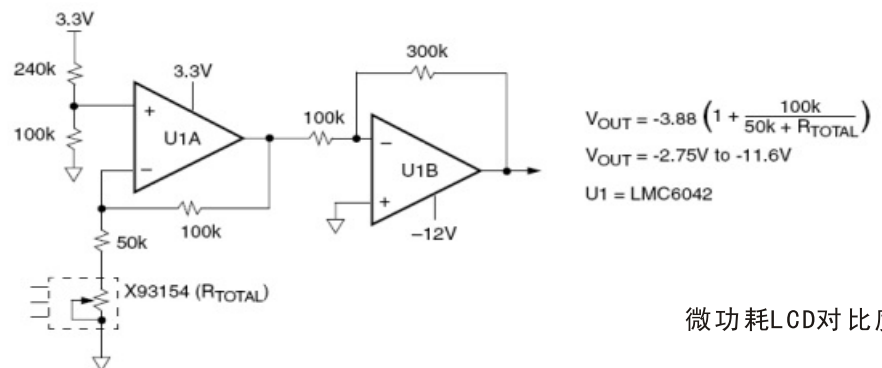 3.3V
240k
100k
3.3V
+
−
U1A
100k
50k
X93154 (RTOTAL)
100k
300k
−
+
U1B
−12V
VOUT = -3.88 (1 + 100k / 50k + RTOTAL)
VOUT = -2.75V to -11.6V
U1 = LMC6042
微功耗LCD对比